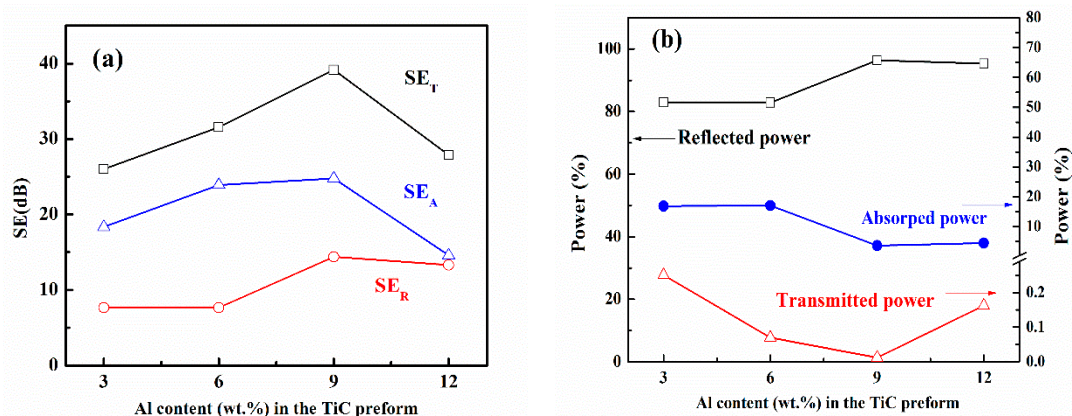 (a)
SE(dB)
40
30
20
10
0
SE_T
SE_A
SE_R
3 6 9 12
Al content (wt.%) in the TiC preform
(b)
Power (%)
100
80
60
40
20
0
Reflected power
Absorped power
Transmitted power
3 6 9 12
Al content (wt.%) in the TiC preform
80
70
60
50
40
30
20
10
0.2
0.1
0.0
Power (%)